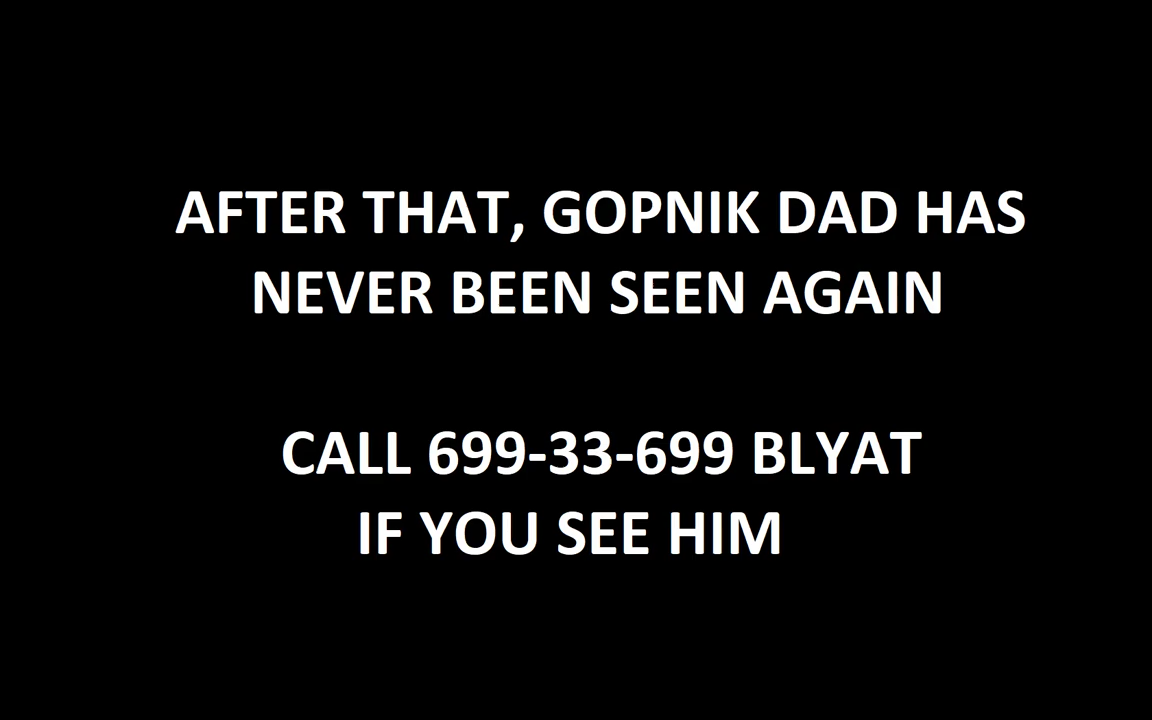 AFTER THAT, GOPNIK DAD HAS
NEVER BEEN SEEN AGAIN
CALL 699-33-699 BLYAT
IF YOU SEE HIM